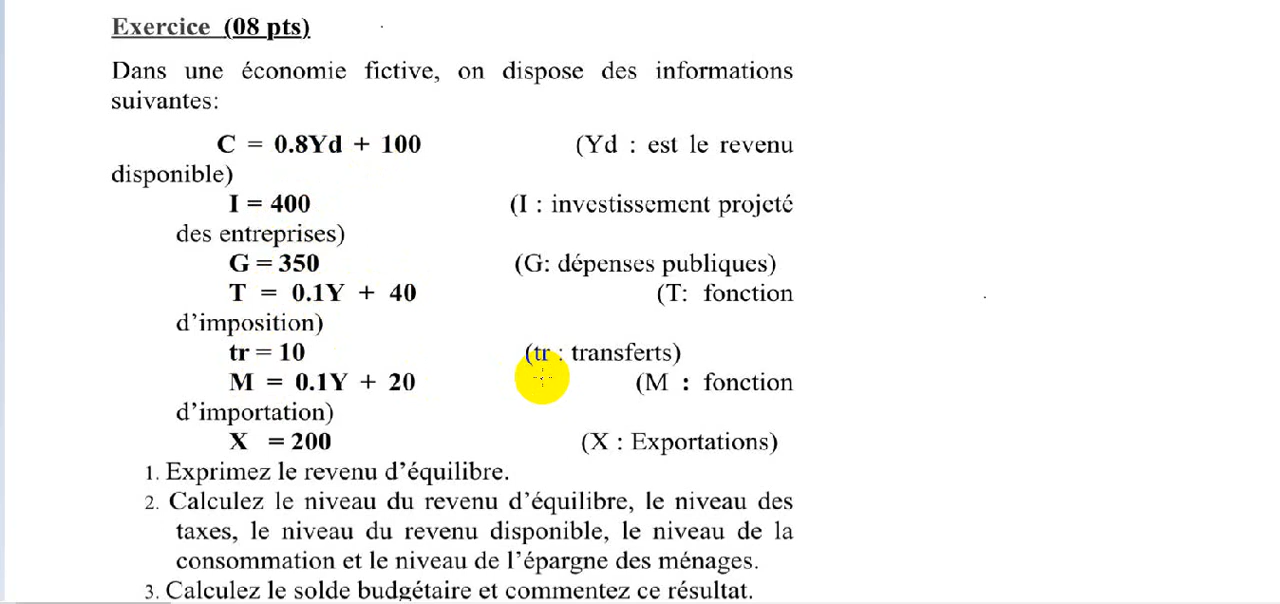 Exercice (08 pts)
Dans une économie fictive, on dispose des informations
suivantes:
C = 0.8Yd + 100 (Yd : est le revenu
disponible)
I = 400 (I : investissement projeté
des entreprises)
G = 350 (G: dépenses publiques)
T = 0.1Y + 40 (T: fonction
d’imposition)
tr = 10 (tr : transferts)
M = 0.1Y + 20 (M : fonction
d’importation)
X = 200 (X : Exportations)
1. Exprimez le revenu d’équilibre.
2. Calculez le niveau du revenu d’équilibre, le niveau des
taxes, le niveau du revenu disponible, le niveau de la
consommation et le niveau de l’épargne des ménages.
3. Calculez le solde budgétaire et commentez ce résultat.